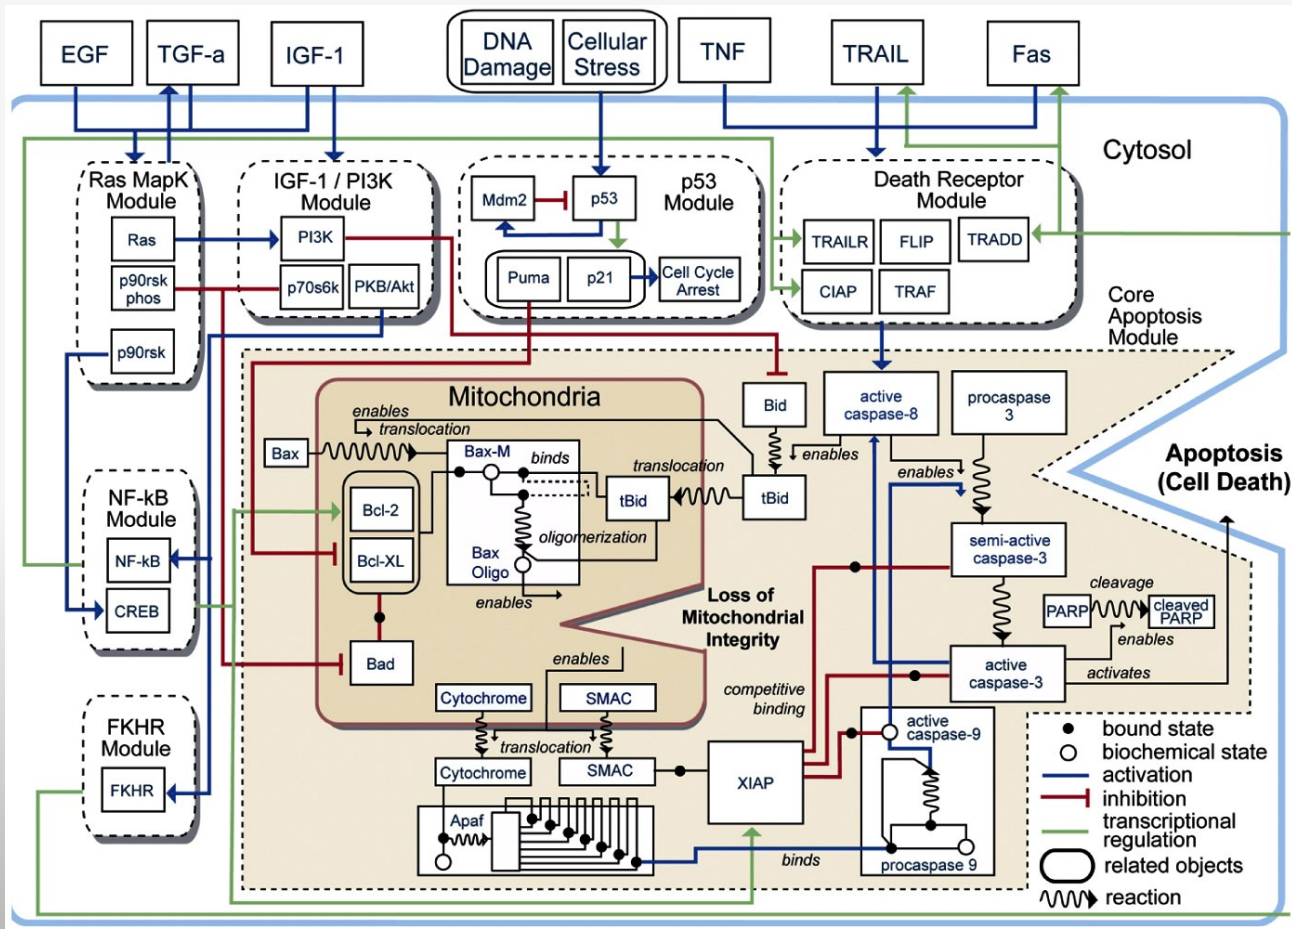 EGF
TGF-a
IGF-1
DNA
Damage
Cellular
Stress
TNF
TRAIL
Fas
Cytosol
Ras MapK
Module
Ras
p90rsk
phos
p90rsk
IGF-1 / PI3K
Module
PI3K
p70s6k
PKB/Akt
p53
Module
Mdm2
p53
Puma
p21
Cell Cycle
Arrest
Death Receptor
Module
TRAILR
FLIP
TRADD
CIAP
TRAF
Core
Apoptosis
Module
Mitochondria
enables
translocation
Bax
Bax-M
binds
translocation
tBid
tBid
Bid
enables
active
caspase-8
procaspase
3
enables
Apoptosis
(Cell Death)
NF-kB
Module
NF-kB
CREB
Bcl-2
Bcl-XL
Bad
oligomerization
Bax
Oligo
enables
Loss of
Mitochondrial
Integrity
semi-active
caspase-3
cleavage
PARP
cleaved
PARP
enables
active
caspase-3
activates
enables
competitive
binding
Cytochrome
SMAC
translocation
Cytochrome
SMAC
XIAP
active
caspase-9
procaspase 9
Apaf
binds
FKHR
Module
FKHR
bound state
biochemical state
activation
inhibition
transcriptional
regulation
related objects
reaction